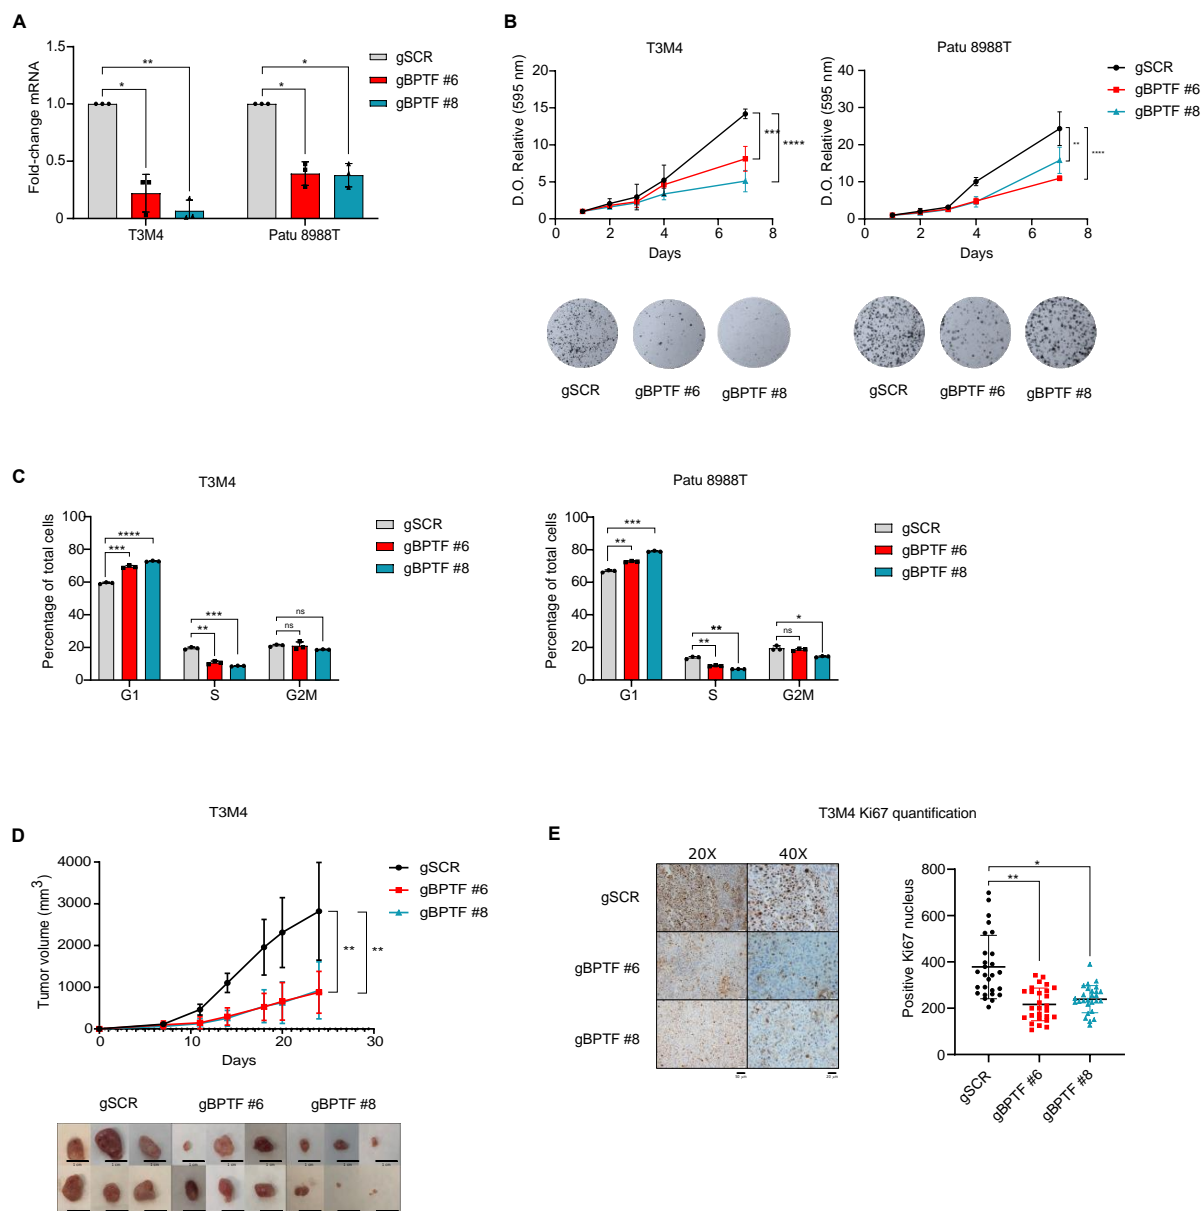 A
Fold-change mRNA
1.5
1.0
0.5
0
**
*
*
*
T3M4
Patu 8988T
gSCR
gBPTF #6
gBPTF #8
B
T3M4
D.O. Relative (595 nm)
20
15
10
5
0
0 2 4 6 8
Days
***
****
Patu 8988T
D.O. Relative (595 nm)
40
30
20
10
0
0 2 4 6 8
Days
**
****
gSCR
gBPTF #6
gBPTF #8
gSCR
gBPTF #6
gBPTF #8
gSCR
gBPTF #6
gBPTF #8
C
T3M4
Percentage of total cells
100
80
60
40
20
0
****
***
***
**
ns
ns
G1
S
G2M
gSCR
gBPTF #6
gBPTF #8
Patu 8988T
Percentage of total cells
100
80
60
40
20
0
***
**
**
**
*
ns
G1
S
G2M
gSCR
gBPTF #6
gBPTF #8
D
T3M4
Tumor volume (mm3)
4000
3000
2000
1000
0
0 10 20 30
Days
**
**
gSCR
gBPTF #6
gBPTF #8
gSCR
gBPTF #6
gBPTF #8
E
T3M4 Ki67 quantification
20X
40X
gSCR
gBPTF #6
gBPTF #8
Positive Ki67 nucleus
800
600
400
200
0
*
**
gSCR
gBPTF #6
gBPTF #8